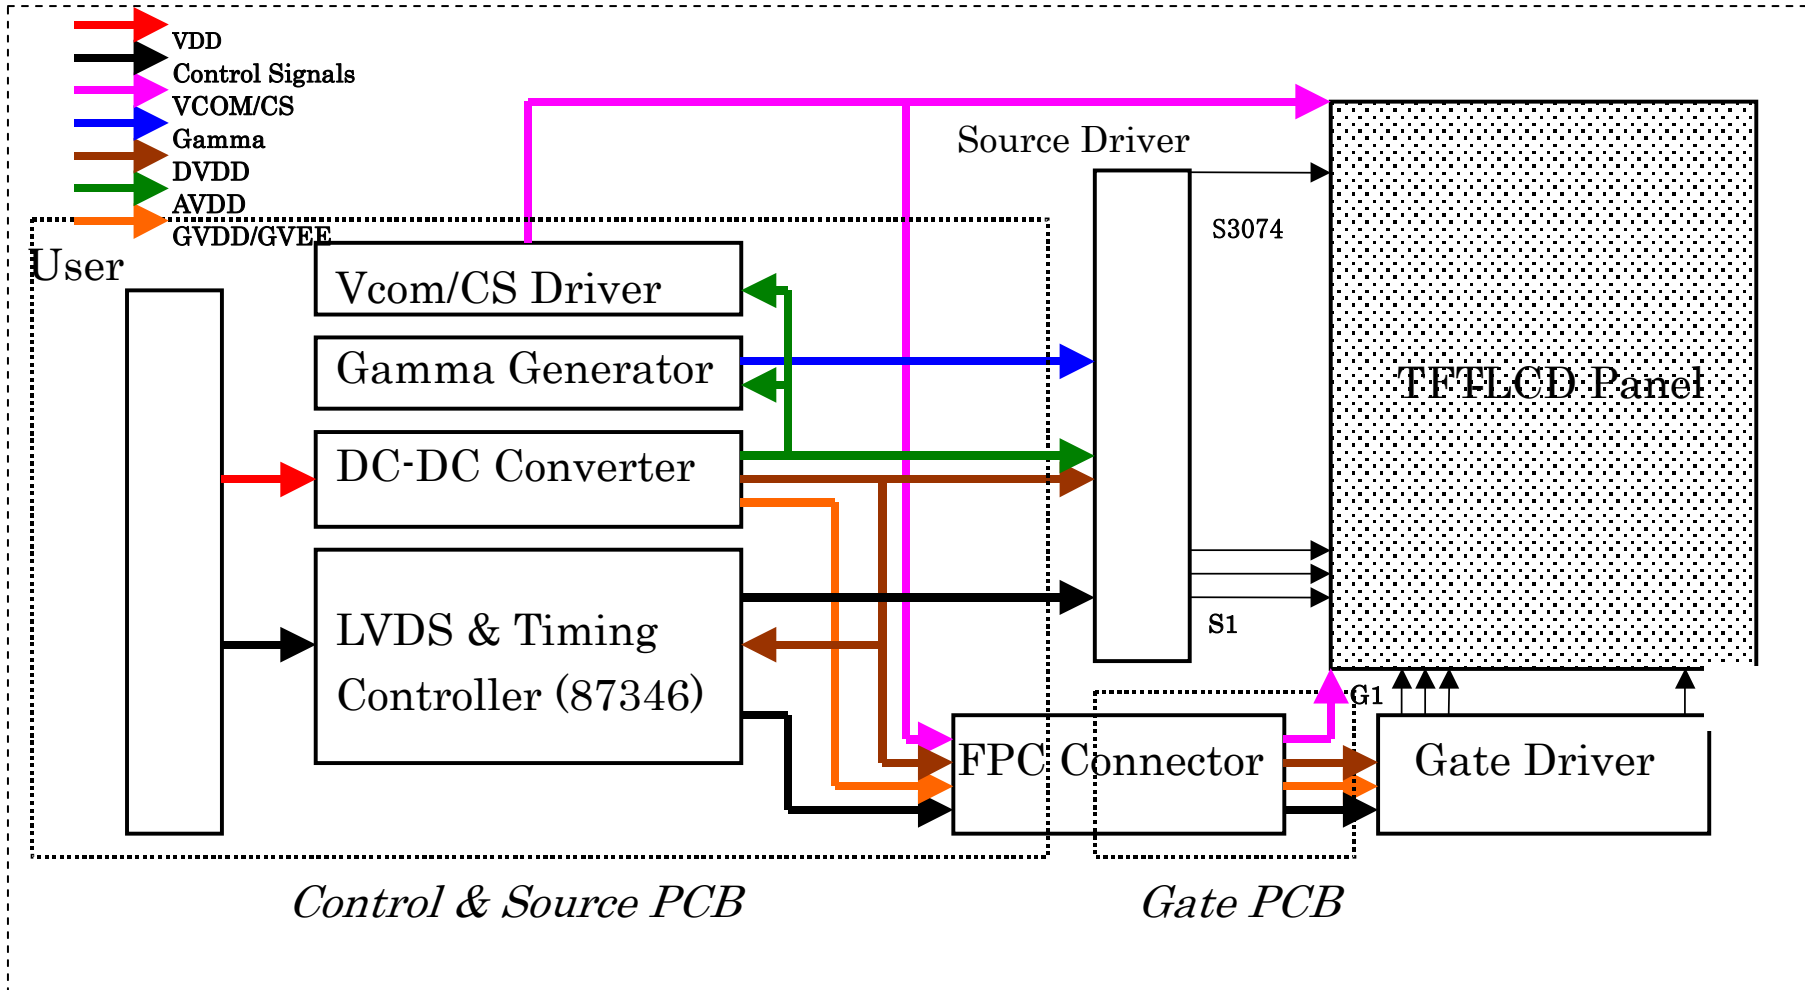 VDD
Control Signals
VCOM/CS
Gamma
DVDD
AVDD
GVDD/GVEE
User
Vcom/CS Driver
Gamma Generator
DC-DC Converter
LVDS & Timing
Controller (87346)
Source Driver
S3074
S1
TFT-LCD Panel
G1
FPC Connector
Gate Driver
Control & Source PCB
Gate PCB